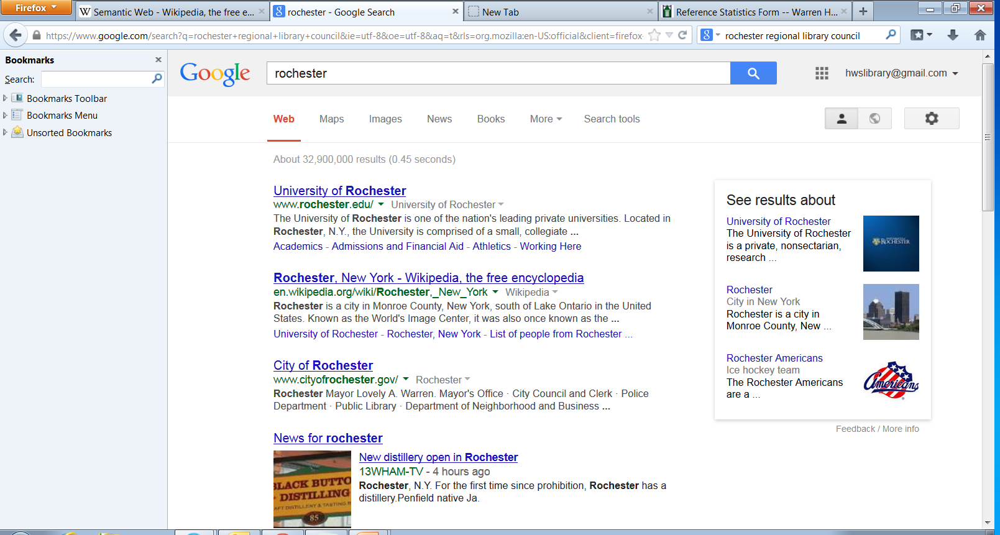 Firefox
Semantic Web - Wikipedia, the free e...
rochester - Google Search
New Tab
Reference Statistics Form -- Warren H...
https://www.google.com/search?q=rochester+regional+library+council&ie=utf-8&oe=utf-8&aq=t&rls=org.mozilla:en-US:official&client=firefox-
rochester regional library council
Bookmarks
Search:
Bookmarks Toolbar
Bookmarks Menu
Unsorted Bookmarks
Google
rochester
hwslibrary@gmail.com
Web
Maps
Images
News
Books
More
Search tools
About 32,900,000 results (0.45 seconds)
University of Rochester
www.rochester.edu/ University of Rochester
The University of Rochester is one of the nation's leading private universities. Located in
Rochester, N.Y., the University is comprised of a small, collegiate ...
Academics - Admissions and Financial Aid - Athletics - Working Here
Rochester, New York - Wikipedia, the free encyclopedia
en.wikipedia.org/wiki/Rochester,_New_York Wikipedia
Rochester is a city in Monroe County, New York, south of Lake Ontario in the United
States. Known as the World's Image Center, it was also once known as the ...
University of Rochester - Rochester, New York - List of people from Rochester ...
City of Rochester
www.cityofrochester.gov/ Rochester
Rochester Mayor Lovely A. Warren. Mayor's Office · City Council and Clerk · Police
Department · Public Library · Department of Neighborhood and Business ...
News for rochester
BLACK BUTTO
DISTILLING
AFT DISTILLERY & TASTING R
85
New distillery open in Rochester
13WHAM-TV - 4 hours ago
Rochester, N.Y. For the first time since prohibition, Rochester has a
distillery.Penfield native Ja.
See results about
University of Rochester
The University of Rochester
is a private, nonsectarian,
research ...
ROCHESTER
Rochester
City in New York
Rochester is a city in
Monroe County, New ...
Rochester Americans
Ice hockey team
The Rochester Americans
are a ...
Americans
Feedback / More info